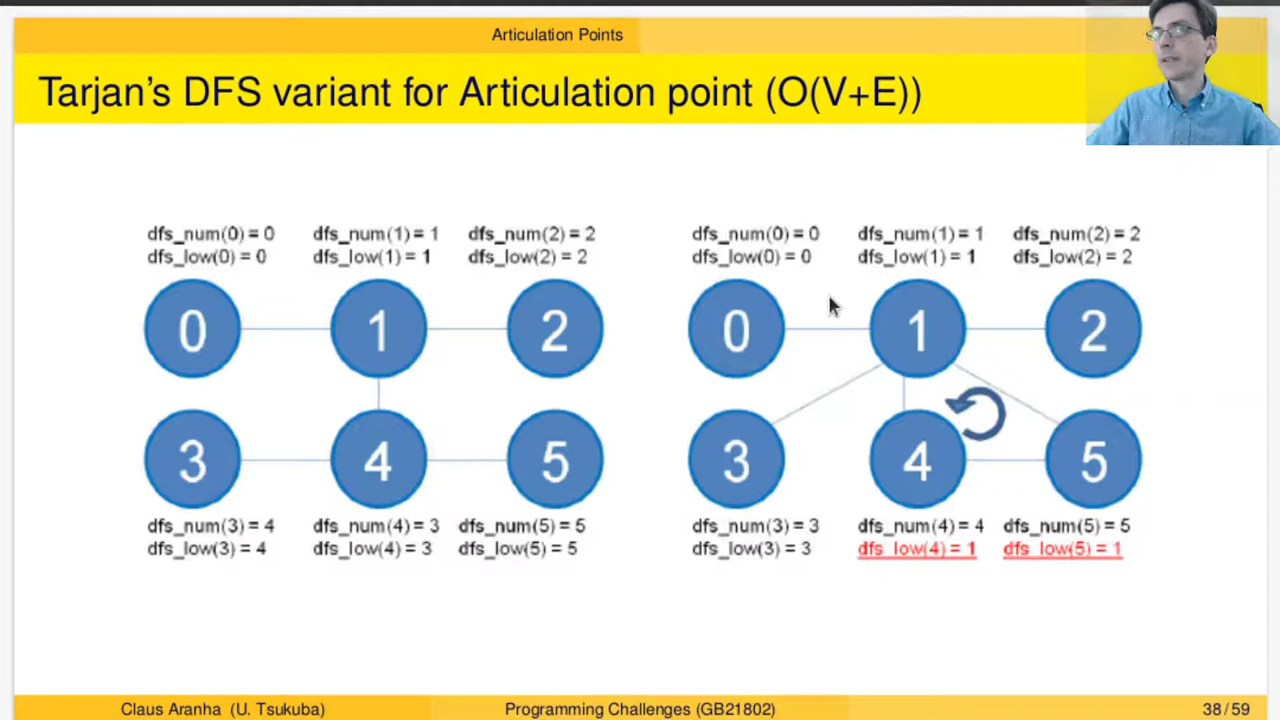 Articulation Points
Tarjan's DFS variant for Articulation point (O(V+E))
dfs_num(0) = 0
dfs_low(0) = 0
dfs_num(1) = 1
dfs_low(1) = 1
dfs_num(2) = 2
dfs_low(2) = 2
0
1
2
3
4
5
dfs_num(3) = 4
dfs_low(3) = 4
dfs_num(4) = 3
dfs_low(4) = 3
dfs_num(5) = 5
dfs_low(5) = 5
dfs_num(0) = 0
dfs_low(0) = 0
dfs_num(1) = 1
dfs_low(1) = 1
dfs_num(2) = 2
dfs_low(2) = 2
0
1
2
3
4
5
dfs_num(3) = 3
dfs_low(3) = 3
dfs_num(4) = 4
dfs_low(4) = 1
dfs_num(5) = 5
dfs_low(5) = 1
Claus Aranha (U. Tsukuba)
Programming Challenges (GB21802)
38 / 59